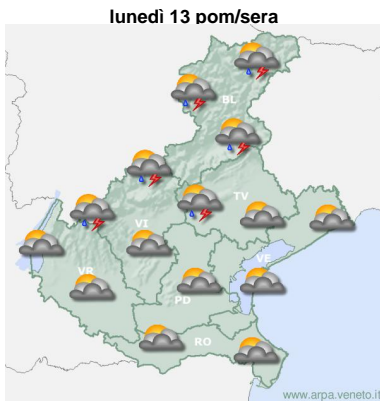 lunedì 13 pom/sera
BL
TV
VI
VE
VR
PD
RO
www.arpa.veneto.it